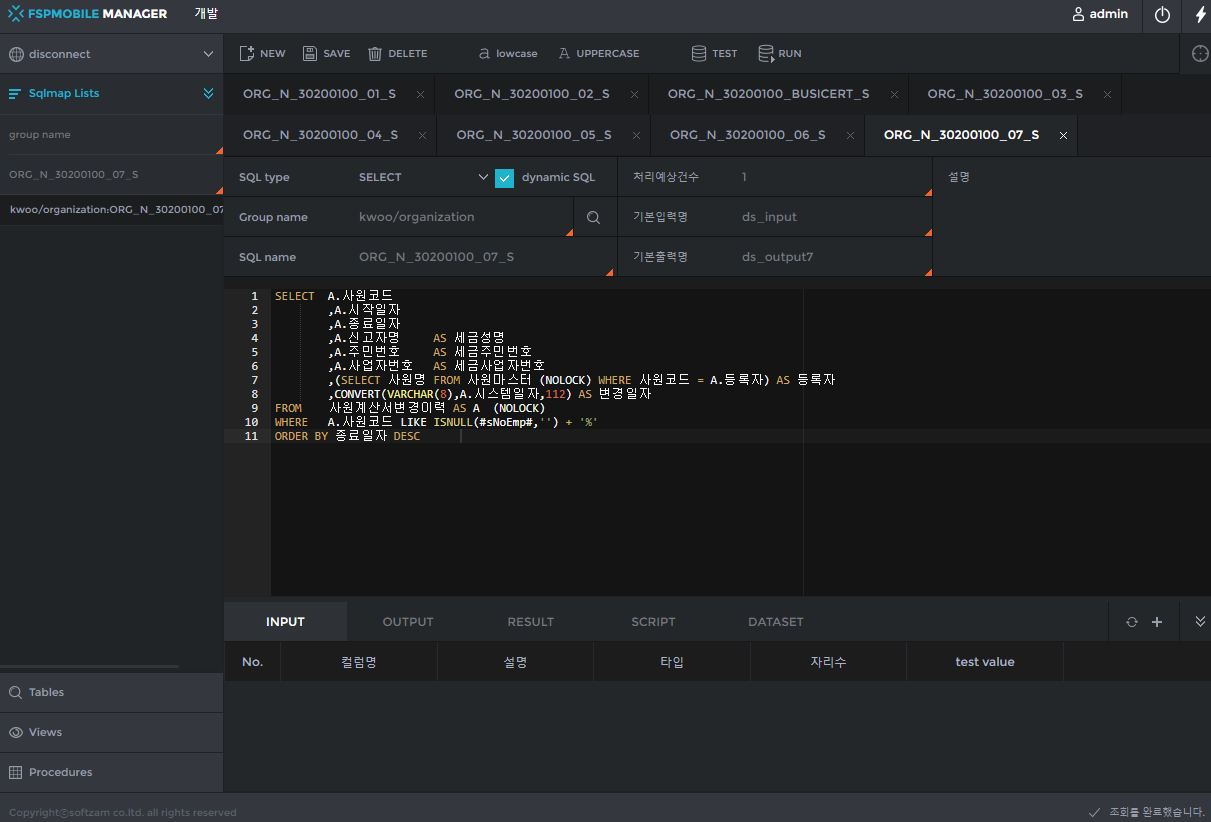 FSPMOBILE MANAGER 개발 admin
disconnect NEW SAVE DELETE a lowcase A UPPERCASE TEST RUN
Sqlmap Lists
ORG_N_30200100_01_S ORG_N_30200100_02_S ORG_N_30200100_BUSICERT_S ORG_N_30200100_03_S
group name
ORG_N_30200100_04_S ORG_N_30200100_05_S ORG_N_30200100_06_S ORG_N_30200100_07_S
ORG_N_30200100_07_S
kwoo/organization:ORG_N_30200100_07
SQL type SELECT dynamic SQL 처리예상건수 1 설명
Group name kwoo/organization 기본입력명 ds_input
SQL name ORG_N_30200100_07_S 기본출력명 ds_output7
1 SELECT A.사원코드
2 ,A.시작일자
3 ,A.종료일자
4 ,A.신고자명 AS 세금성명
5 ,A.주민번호 AS 세금주민번호
6 ,A.사업자번호 AS 세금사업자번호
7 ,(SELECT 사원명 FROM 사원마스터 (NOLOCK) WHERE 사원코드 = A.등록자) AS 등록자
8 ,CONVERT(VARCHAR(8),A.시스템일자,112) AS 변경일자
9 FROM 사원계산서변경이력 AS A (NOLOCK)
10 WHERE A.사원코드 LIKE ISNULL(#sNoEmp#,'') + '%'
11 ORDER BY 종료일자 DESC
INPUT OUTPUT RESULT SCRIPT DATASET
No. 컬럼명 설명 타입 자리수 test value
Tables
Views
Procedures
Copyright©softzam co.ltd. all rights reserved 조회를 완료했습니다.